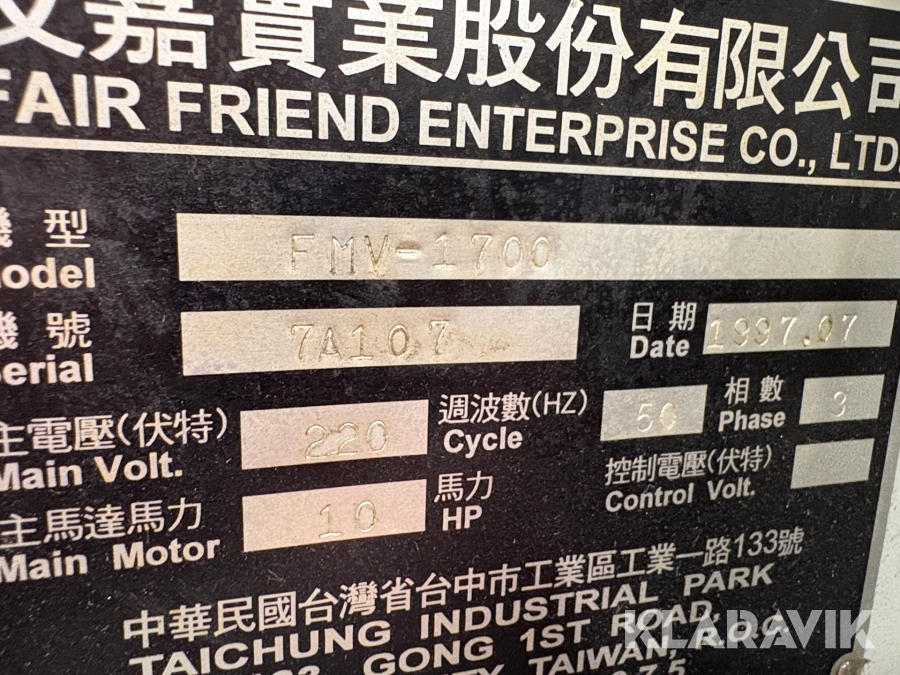 友嘉實業股份有限公司
FAIR FRIEND ENTERPRISE CO., LTD.
機型 FMV-1700
Model
機號 7A107 日期 1997.07
Serial Date
主電壓(伏特) 220 週波數(HZ) 50 相數 3
Main Volt. Cycle Phase
控制電壓(伏特)
Control Volt.
主馬達馬力 10 馬力
Main Motor HP
中華民國台灣省台中市工業區工業一路133號
TAICHUNG INDUSTRIAL PARK
GONG 1ST ROAD,
TAIWAN, R.O.C.
KLARAVIK